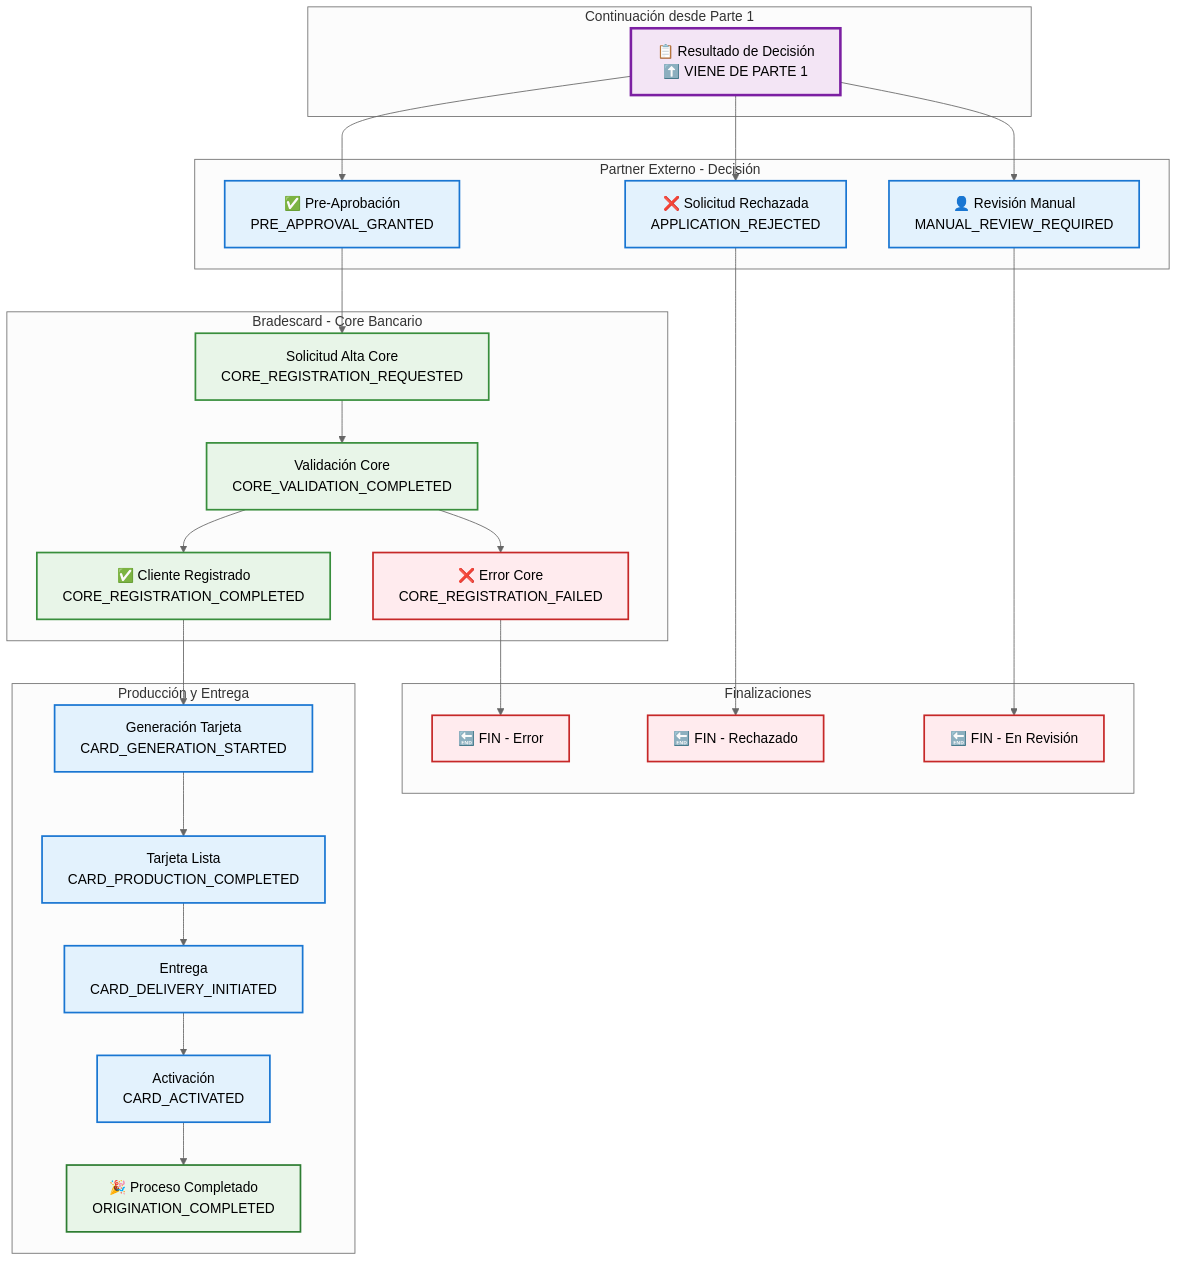 Continuación desde Parte 1
📋 Resultado de Decisión
⬆️ VIENE DE PARTE 1
Partner Externo - Decisión
✅ Pre-Aprobación
PRE_APPROVAL_GRANTED
❌ Solicitud Rechazada
APPLICATION_REJECTED
👤 Revisión Manual
MANUAL_REVIEW_REQUIRED
Bradescard - Core Bancario
Solicitud Alta Core
CORE_REGISTRATION_REQUESTED
Validación Core
CORE_VALIDATION_COMPLETED
✅ Cliente Registrado
CORE_REGISTRATION_COMPLETED
❌ Error Core
CORE_REGISTRATION_FAILED
Producción y Entrega
Generación Tarjeta
CARD_GENERATION_STARTED
Tarjeta Lista
CARD_PRODUCTION_COMPLETED
Entrega
CARD_DELIVERY_INITIATED
Activación
CARD_ACTIVATED
🎉 Proceso Completado
ORIGINATION_COMPLETED
Finalizaciones
🔚 FIN - Error
🔚 FIN - Rechazado
🔚 FIN - En Revisión